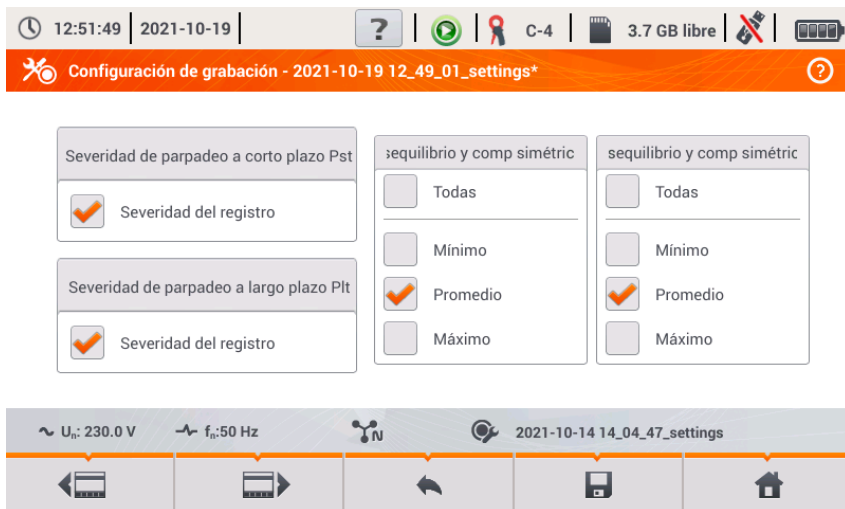 12:51:49 2021-10-19 ? C-4 3.7 GB libre
Configuración de grabación - 2021-10-19 12_49_01_settings* ?
Severidad de parpadeo a corto plazo Pst
Severidad del registro
Severidad de parpadeo a largo plazo Plt
Severidad del registro
sequilibrio y comp simétric
Todas
Mínimo
Promedio
Máximo
sequilibrio y comp simétric
Todas
Mínimo
Promedio
Máximo
Un: 230.0 V fn:50 Hz N 2021-10-14 14_04_47_settings